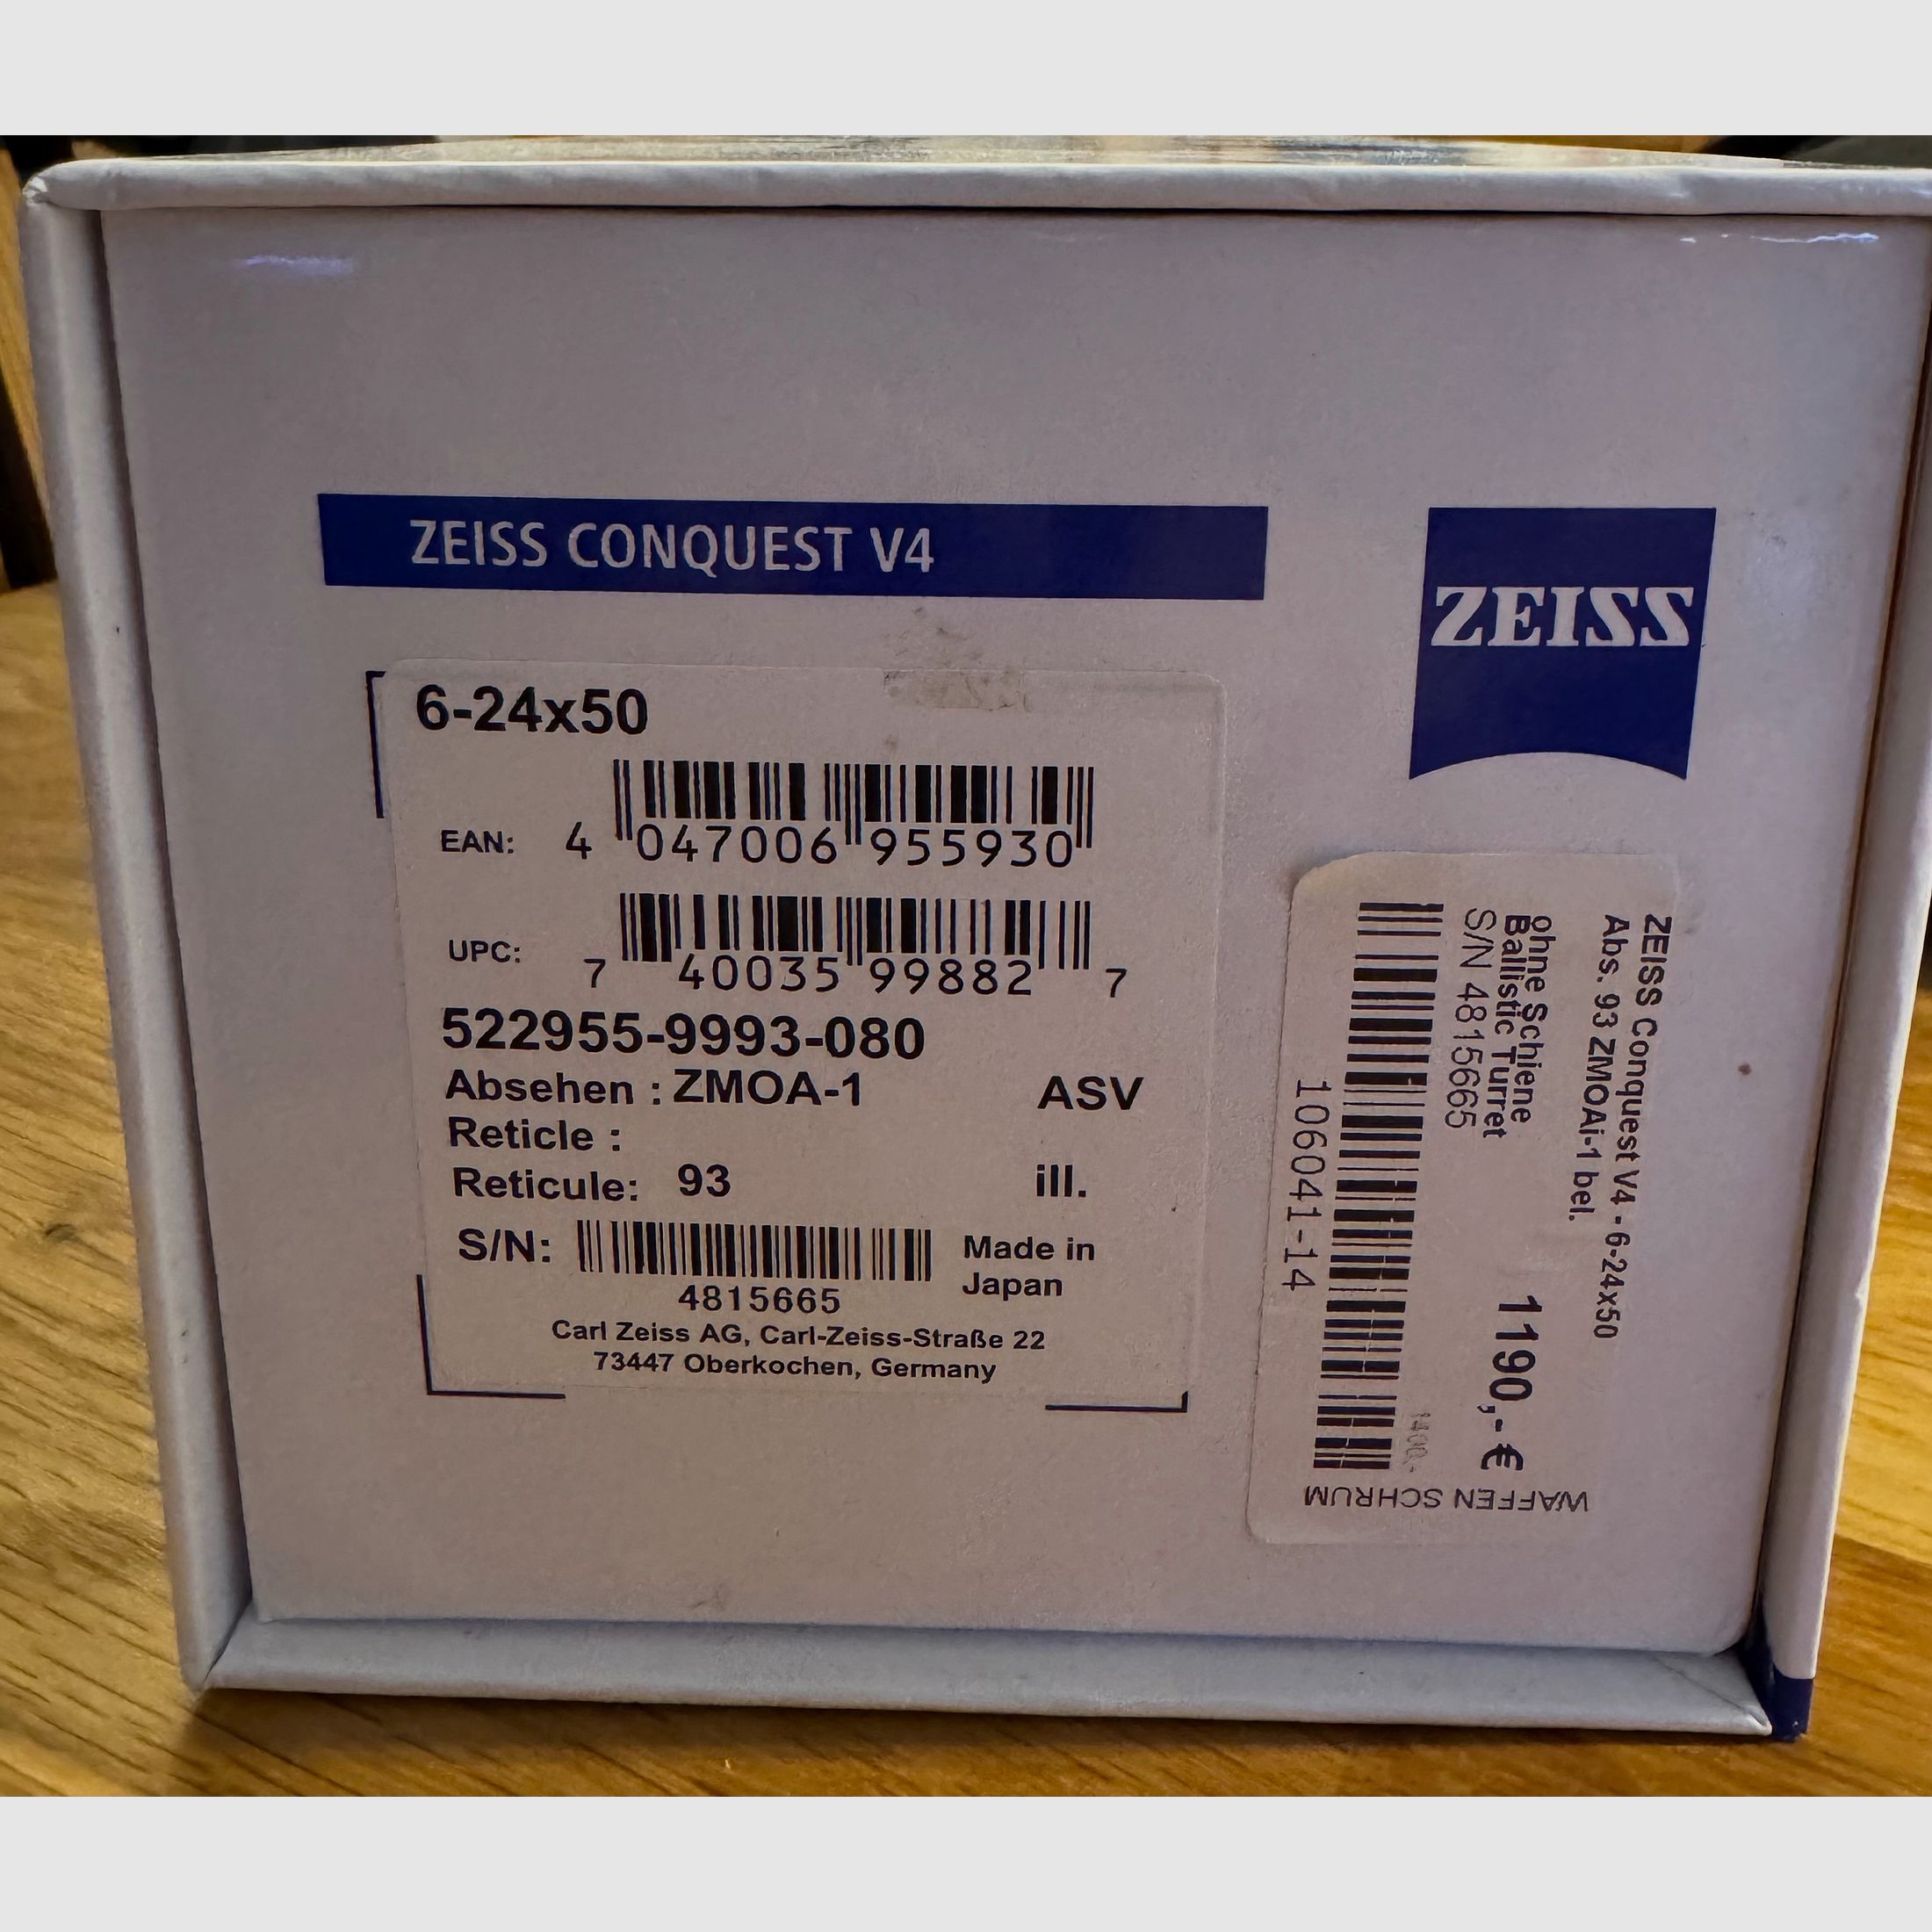 ZEISS CONQUEST V4
ZEISS
6-24x50
EAN: 4 047006 955930
UPC: 7 40035 99882 7
522955-9993-080
Absehen : ZMOA-1 ASV
Reticle :
Reticule: 93 ill.
S/N:
4815665
Made in
Japan
Carl Zeiss AG, Carl-Zeiss-Straße 22
73447 Oberkochen, Germany
ZEISS Conquest V4 - 6-24x50
Abs. 93 ZMOAi-1 bel.
ohne Schiene
Ballistic Turret
S/N 4815665
1190,- €
1400,-
106041-14
WAFFEN SCHRUM